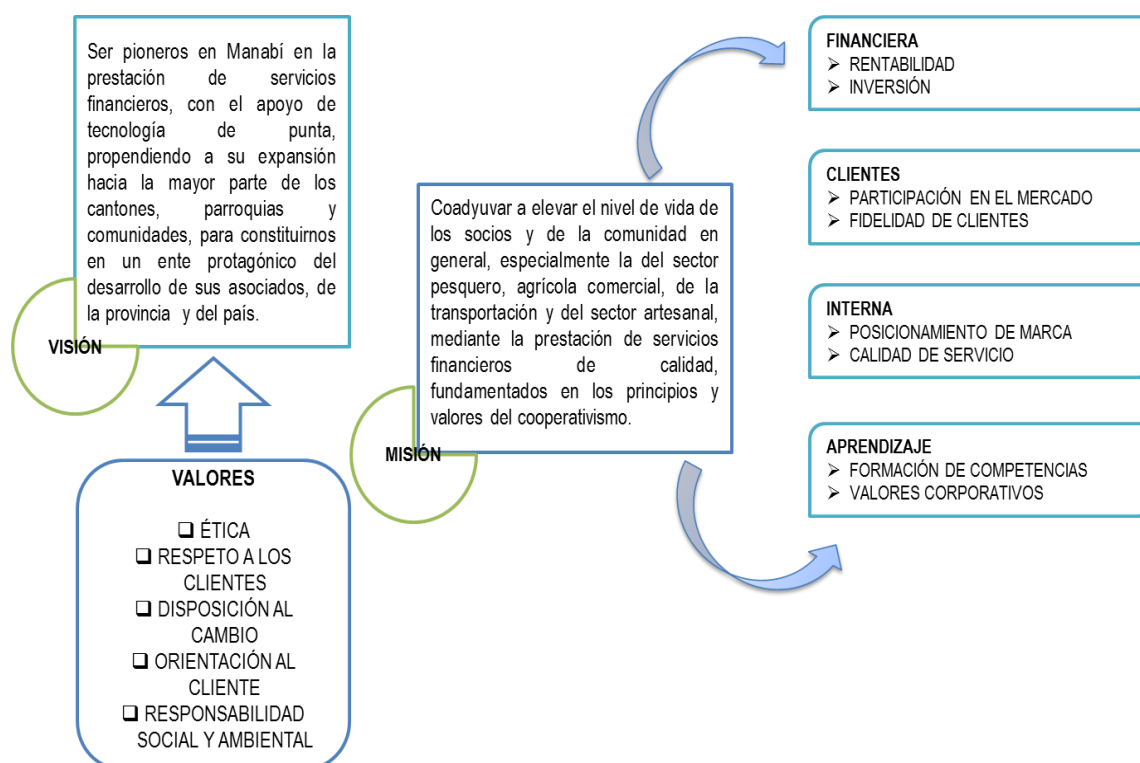 Ser pioneros en Manabí en la
prestación de servicios
financieros, con el apoyo de
tecnología de punta,
propendiendo a su expansión
hacia la mayor parte de los
cantones, parroquias y
comunidades, para constituirnos
en un ente protagónico del
desarrollo de sus asociados, de
la provincia y del país.
VISIÓN
VALORES
❑ ÉTICA
❑ RESPETO A LOS
CLIENTES
❑ DISPOSICIÓN AL
CAMBIO
❑ ORIENTACIÓN AL
CLIENTE
❑ RESPONSABILIDAD
SOCIAL Y AMBIENTAL
Coadyuvar a elevar el nivel de vida de
los socios y de la comunidad en
general, especialmente la del sector
pesquero, agrícola comercial, de la
transportación y del sector artesanal,
mediante la prestación de servicios
financieros de calidad,
fundamentados en los principios y
valores del cooperativismo.
MISIÓN
FINANCIERA
➢ RENTABILIDAD
➢ INVERSIÓN
CLIENTES
➢ PARTICIPACIÓN EN EL MERCADO
➢ FIDELIDAD DE CLIENTES
INTERNA
➢ POSICIONAMIENTO DE MARCA
➢ CALIDAD DE SERVICIO
APRENDIZAJE
➢ FORMACIÓN DE COMPETENCIAS
➢ VALORES CORPORATIVOS